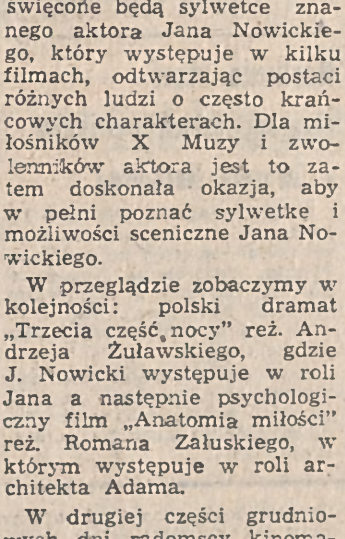 święcone będą sylwetce zna-
nego aktora Jana Nowickie-
go, który występuje w kilku
filmach, odtwarzając postaci
różnych ludzi o często krań-
cowych charakterach. Dla mi-
łośników X Muzy i zwo-
lenników aktora jest to za-
tem doskonała okazja, aby
w pełni poznać sylwetkę i
możliwości sceniczne Jana No-
wickiego.
W przeglądzie zobaczymy w
kolejności: polski dramat
„Trzecia część nocy” reż. An-
drzeja Żuławskiego, gdzie
J. Nowicki występuje w roli
Jana a następnie psychologi-
czny film „Anatomia miłości”
reż. Romana Załuskiego, w
którym występuje w roli ar-
chitekta Adama.
W drugiej części grudnio-
wych dni radomscy kinoma-